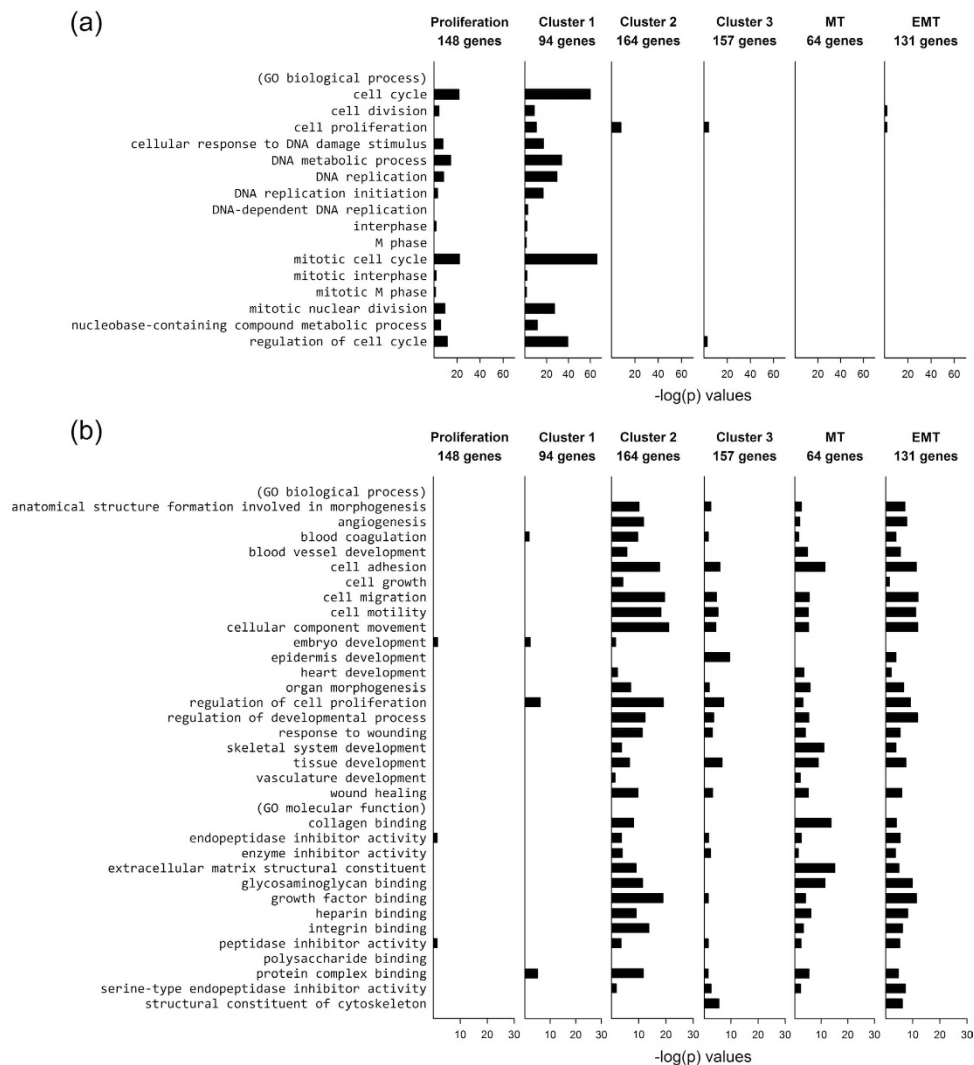 (a)
Proliferation Cluster 1 Cluster 2 Cluster 3 MT EMT
148 genes 94 genes 164 genes 157 genes 64 genes 131 genes
(GO biological process)
cell cycle
cell division
cell proliferation
cellular response to DNA damage stimulus
DNA metabolic process
DNA replication
DNA replication initiation
DNA-dependent DNA replication
interphase
M phase
mitotic cell cycle
mitotic interphase
mitotic M phase
mitotic nuclear division
nucleobase-containing compound metabolic process
regulation of cell cycle
20 40 60 20 40 60 20 40 60 20 40 60 20 40 60 20 40 60
-log(p) values
(b)
Proliferation Cluster 1 Cluster 2 Cluster 3 MT EMT
148 genes 94 genes 164 genes 157 genes 64 genes 131 genes
(GO biological process)
anatomical structure formation involved in morphogenesis
angiogenesis
blood coagulation
blood vessel development
cell adhesion
cell growth
cell migration
cell motility
cellular component movement
embryo development
epidermis development
heart development
organ morphogenesis
regulation of cell proliferation
regulation of developmental process
response to wounding
skeletal system development
tissue development
vasculature development
wound healing
(GO molecular function)
collagen binding
endopeptidase inhibitor activity
enzyme inhibitor activity
extracellular matrix structural constituent
glycosaminoglycan binding
growth factor binding
heparin binding
integrin binding
peptidase inhibitor activity
polysaccharide binding
protein complex binding
serine-type endopeptidase inhibitor activity
structural constituent of cytoskeleton
10 20 30 0 10 20 30 0 10 20 30 0 10 20 30 0 10 20 30 0 10 20 30
-log(p) values